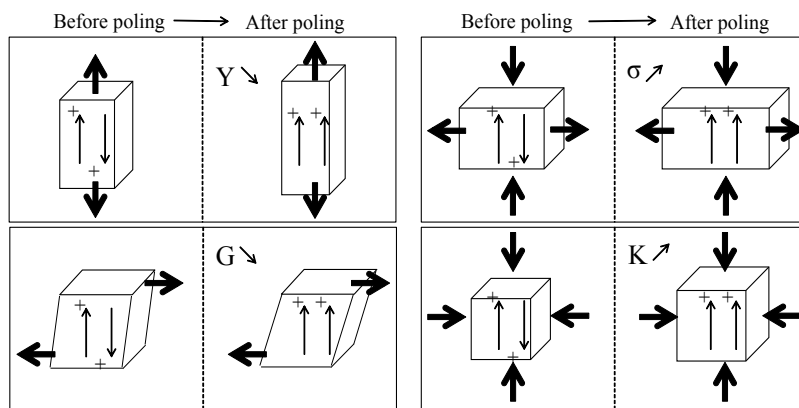 Before poling → After poling
Before poling → After poling
Y ↘
+ + + +
σ ↗
+ + + +
G ↘
+ + + +
K ↗
+ + + +